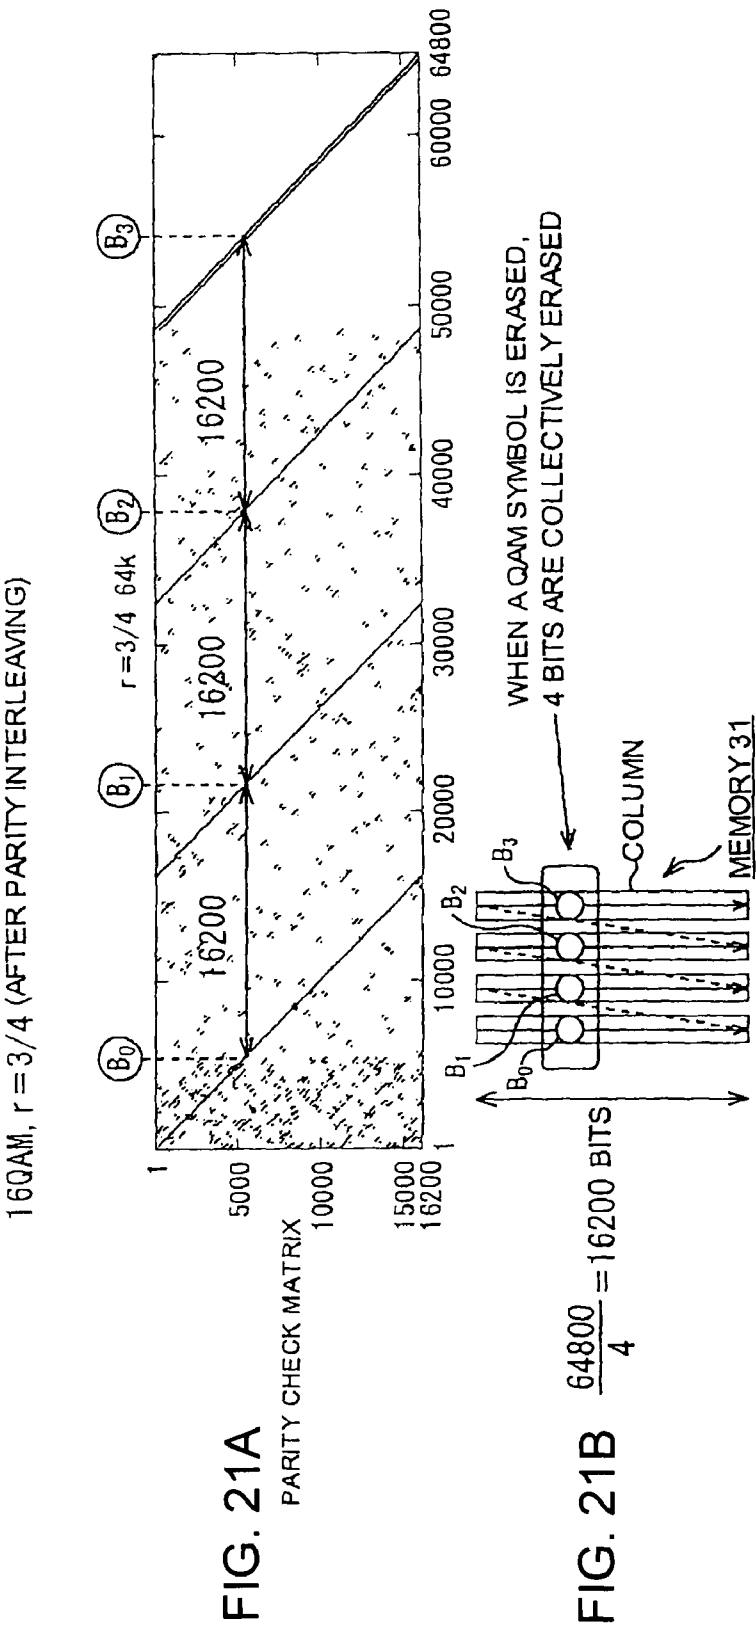 16QAM, r=3/4 (AFTER PARITY INTERLEAVING)
FIG. 21A
PARITY CHECK MATRIX
r=3/4 64k
B0
B1
B2
B3
1
5000
10000
15000
16200
16200
16200
16200
1
10000
20000
30000
40000
50000
60000
64800
FIG. 21B
64800
4
=16200 BITS
B0
B1
B2
B3
WHEN A QAM SYMBOL IS ERASED,
4 BITS ARE COLLECTIVELY ERASED
COLUMN
MEMORY 31